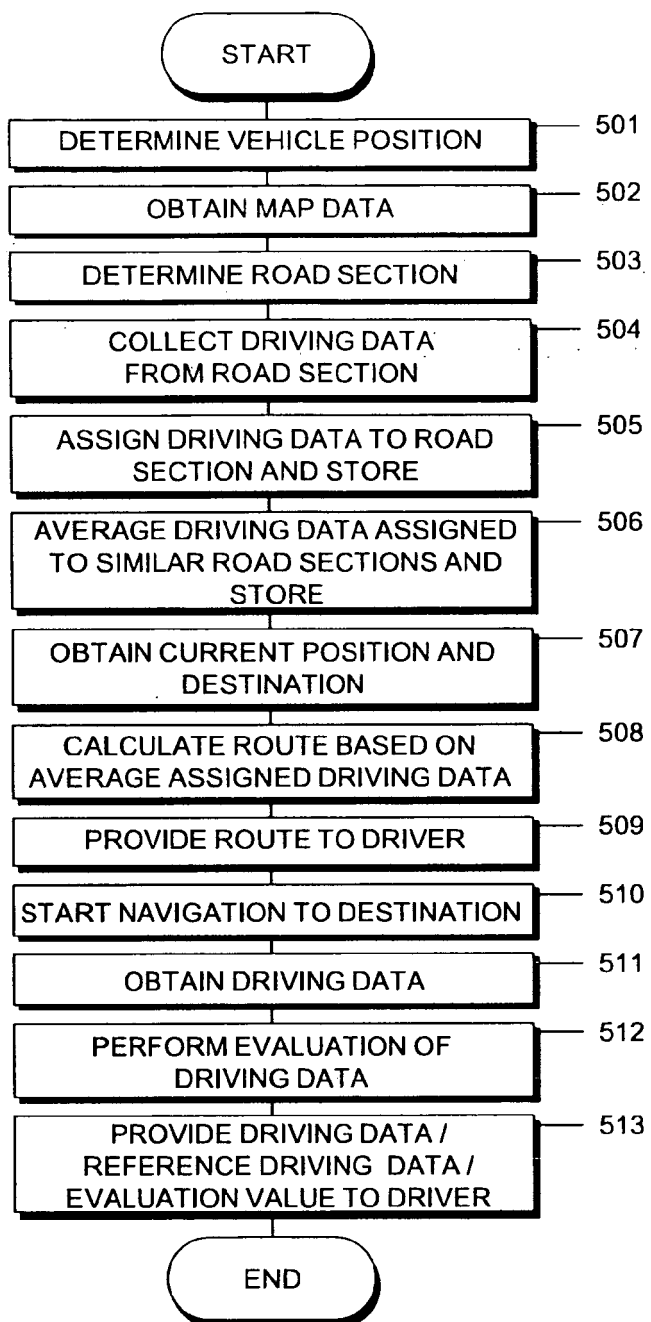 START
DETERMINE VEHICLE POSITION
501
OBTAIN MAP DATA
502
DETERMINE ROAD SECTION
503
COLLECT DRIVING DATA
FROM ROAD SECTION
504
ASSIGN DRIVING DATA TO ROAD
SECTION AND STORE
505
AVERAGE DRIVING DATA ASSIGNED
TO SIMILAR ROAD SECTIONS AND
STORE
506
OBTAIN CURRENT POSITION AND
DESTINATION
507
CALCULATE ROUTE BASED ON
AVERAGE ASSIGNED DRIVING DATA
508
PROVIDE ROUTE TO DRIVER
509
START NAVIGATION TO DESTINATION
510
OBTAIN DRIVING DATA
511
PERFORM EVALUATION OF
DRIVING DATA
512
PROVIDE DRIVING DATA /
REFERENCE DRIVING DATA /
EVALUATION VALUE TO DRIVER
513
END